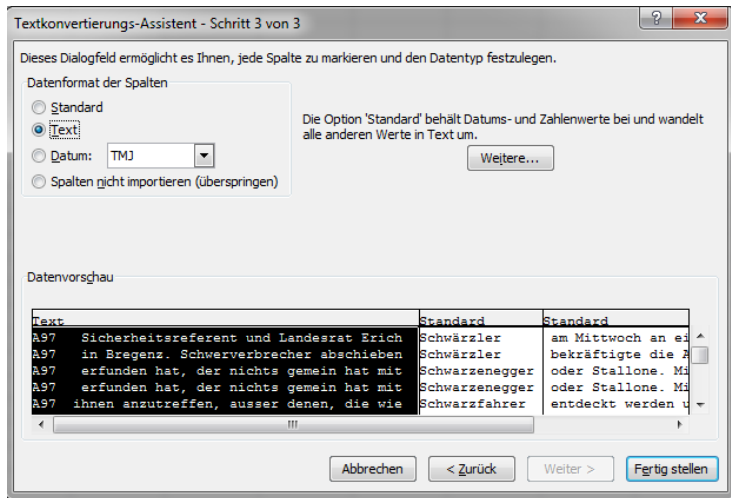 Textkonvertierungs-Assistent - Schritt 3 von 3
Dieses Dialogfeld ermöglicht es Ihnen, jede Spalte zu markieren und den Datentyp festzulegen.
Datenformat der Spalten
Standard
Text
Datum: TMJ
Spalten nicht importieren (überspringen)
Die Option 'Standard' behält Datums- und Zahlenwerte bei und wandelt
alle anderen Werte in Text um.
Weitere...
Datenvorschau
Text Standard Standard
A97 Sicherheitsreferent und Landesrat Erich Schwärzler am Mittwoch an ei
A97 in Bregenz. Schwerverbrecher abschieben Schwärzler bekräftigte die A
A97 erfunden hat, der nichts gemein hat mit Schwarzenegger oder Stallone. Mi
A97 erfunden hat, der nichts gemein hat mit Schwarzenegger oder Stallone. Mi
A97 ihnen anzutreffen, ausser denen, die wie Schwarzfahrer entdeckt werden u
Abbrechen < Zurück Weiter > Fertig stellen